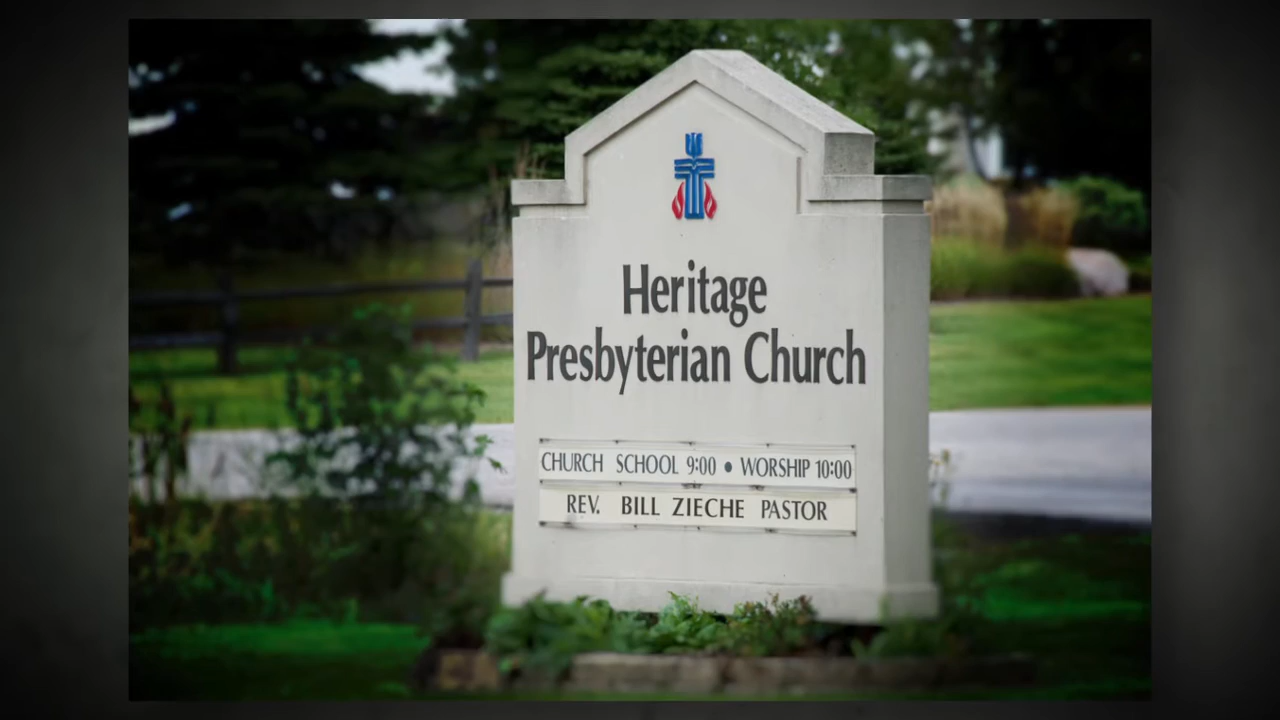 Heritage
Presbyterian Church
CHURCH SCHOOL 9:00 • WORSHIP 10:00
REV. BILL ZIECHE PASTOR